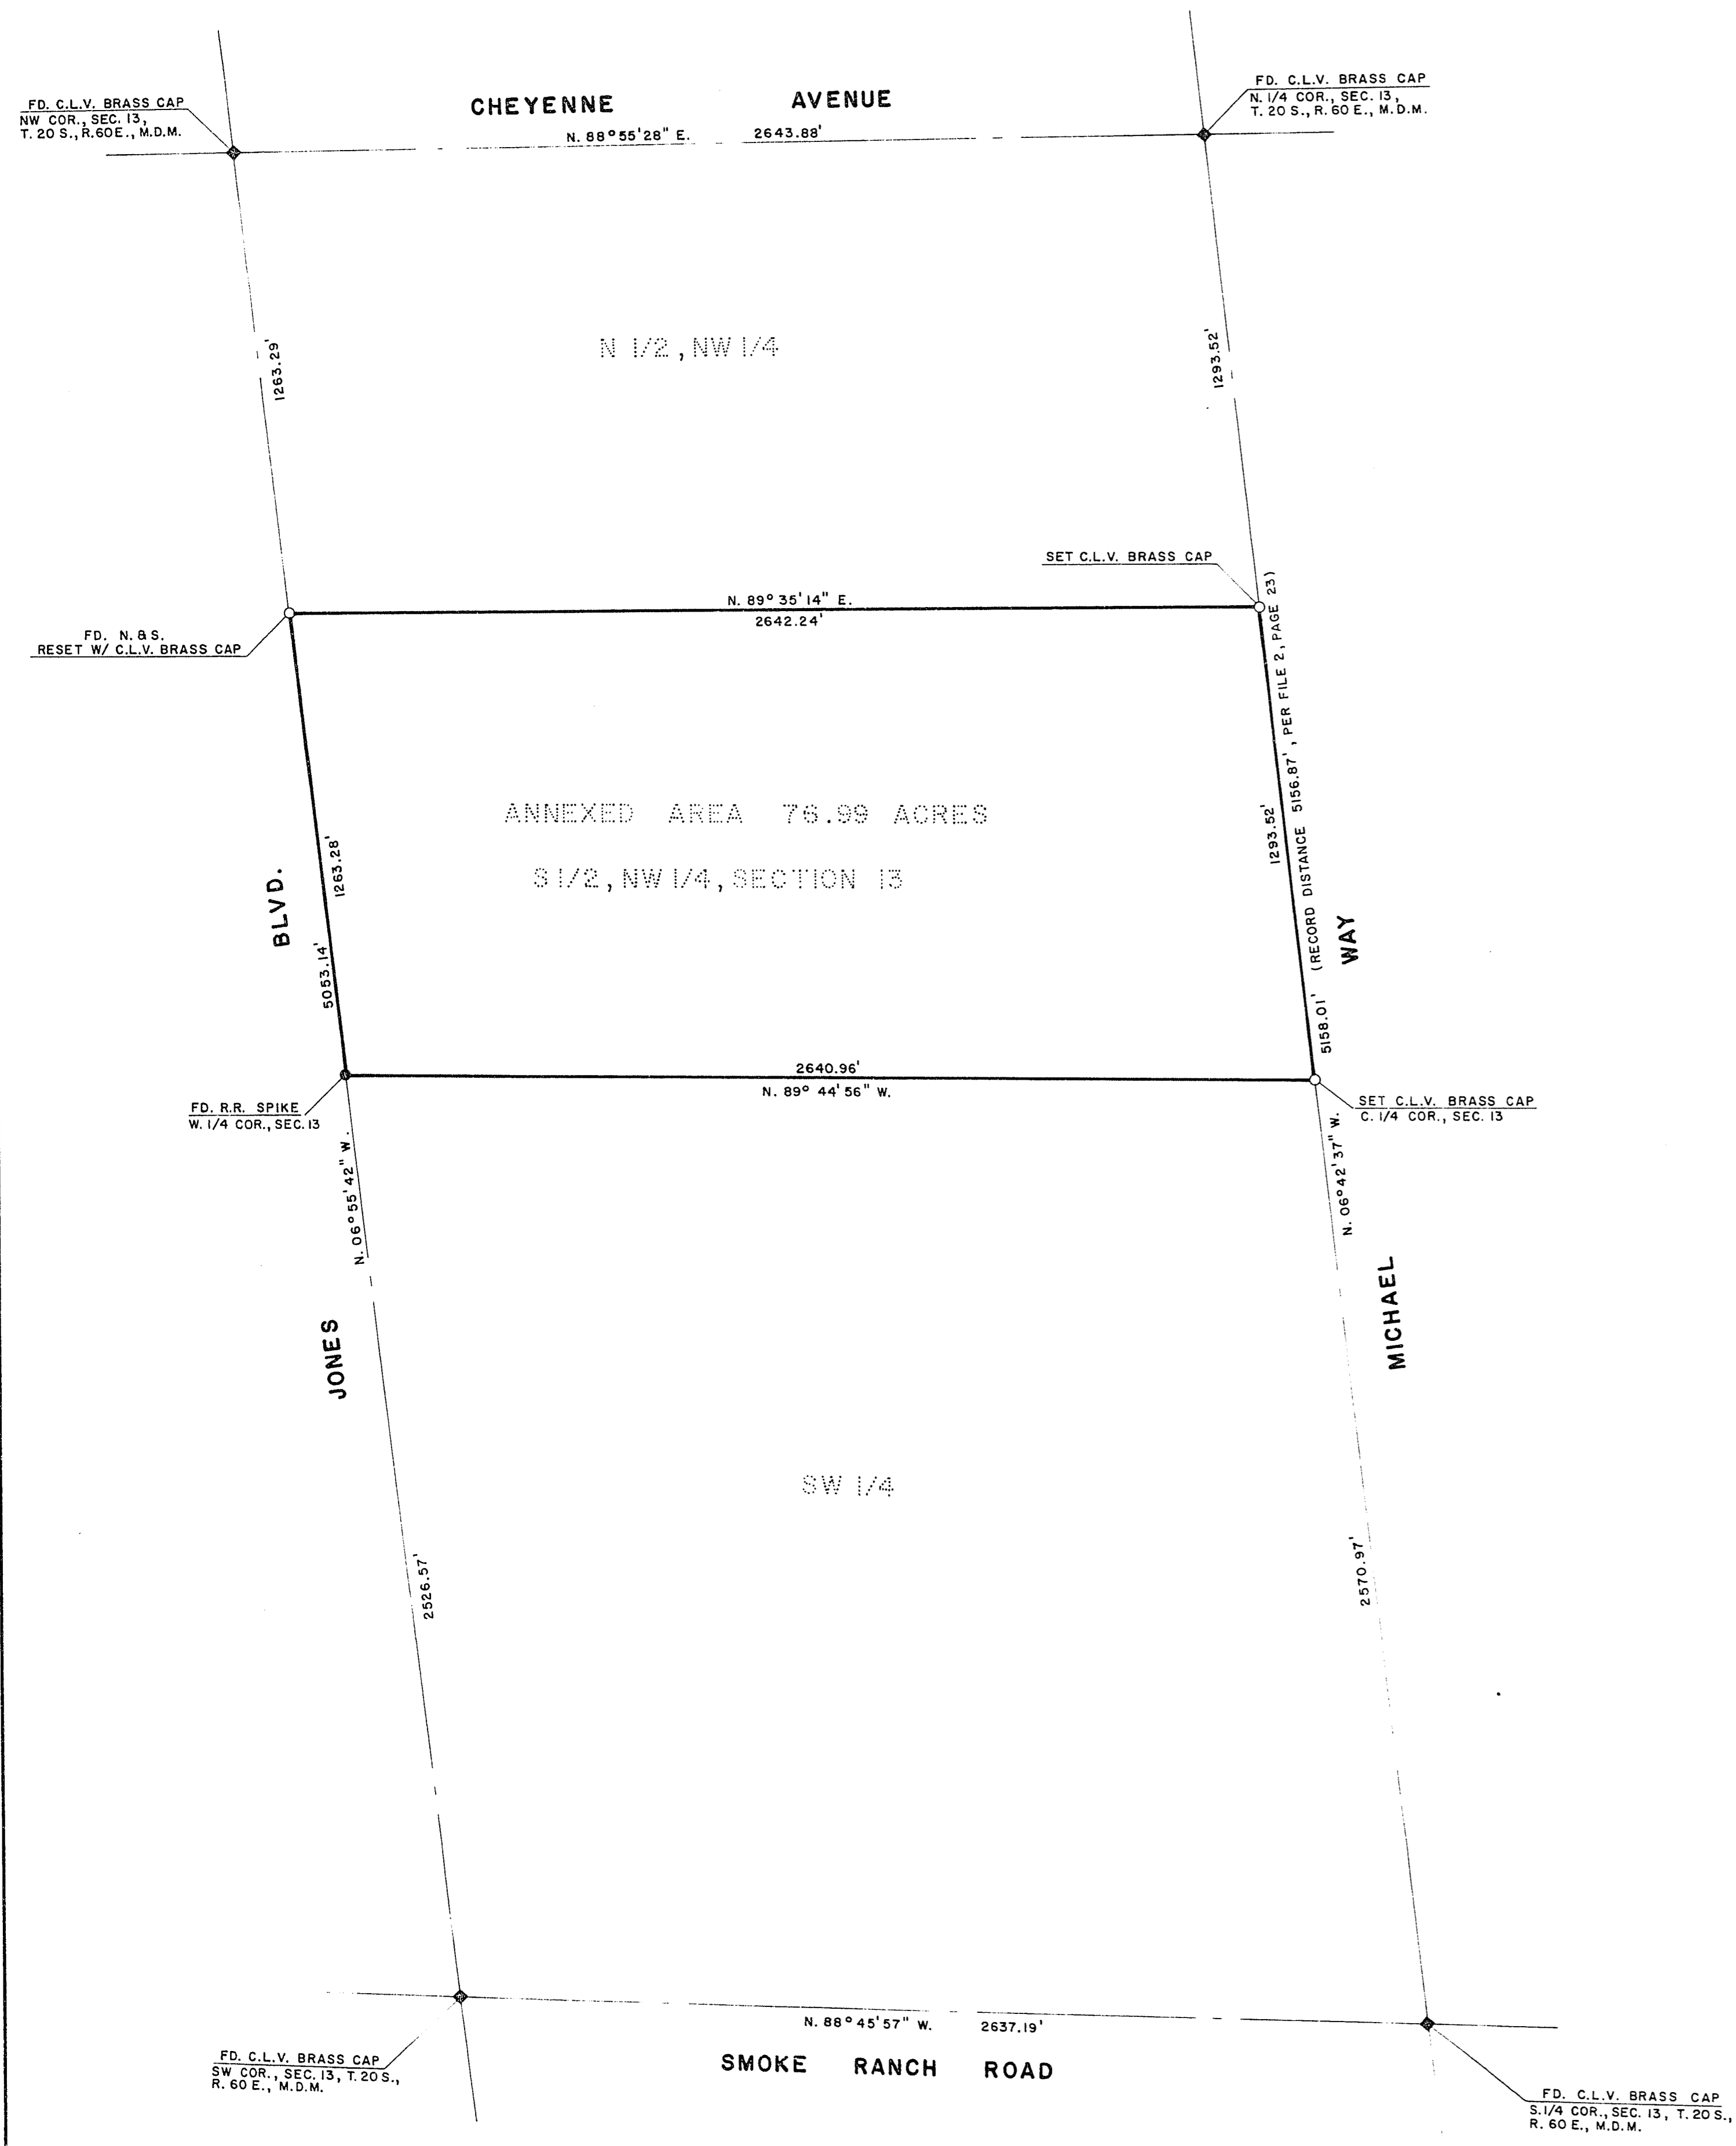 FD. C.L.V. BRASS CAP
NW COR., SEC. 13,
T. 20 S., R. 60 E., M.D.M.
CHEYENNE AVENUE
N. 88°55'28" E. 2643.88'
FD. C.L.V. BRASS CAP
N. 1/4 COR., SEC. 13,
T. 20 S., R. 60 E., M.D.M.
1263.29'
N 1/2, NW 1/4
1293.52'
SET C.L.V. BRASS CAP
N. 89° 35' 14" E.
2642.24'
FD. N. & S.
RESET W/ C.L.V. BRASS CAP
ANNEXED AREA 76.99 ACRES
S 1/2, NW 1/4, SECTION 13
1263.28'
5053.14'
BLVD.
1293.52'
5158.01' (RECORD DISTANCE 5156.87', PER FILE 2, PAGE 23)
WAY
2640.96'
N. 89° 44' 56" W.
FD. R.R. SPIKE
W. 1/4 COR., SEC. 13
SET C.L.V. BRASS CAP
C. 1/4 COR., SEC. 13
N. 06°55'42" W.
N. 06°42'37" W.
JONES
MICHAEL
SW 1/4
2526.57'
2570.97'
N. 88°45'57" W. 2637.19'
SMOKE RANCH ROAD
FD. C.L.V. BRASS CAP
SW COR., SEC. 13, T. 20 S.,
R. 60 E., M.D.M.
FD. C.L.V. BRASS CAP
S. 1/4 COR., SEC. 13, T. 20 S.,
R. 60 E., M.D.M.